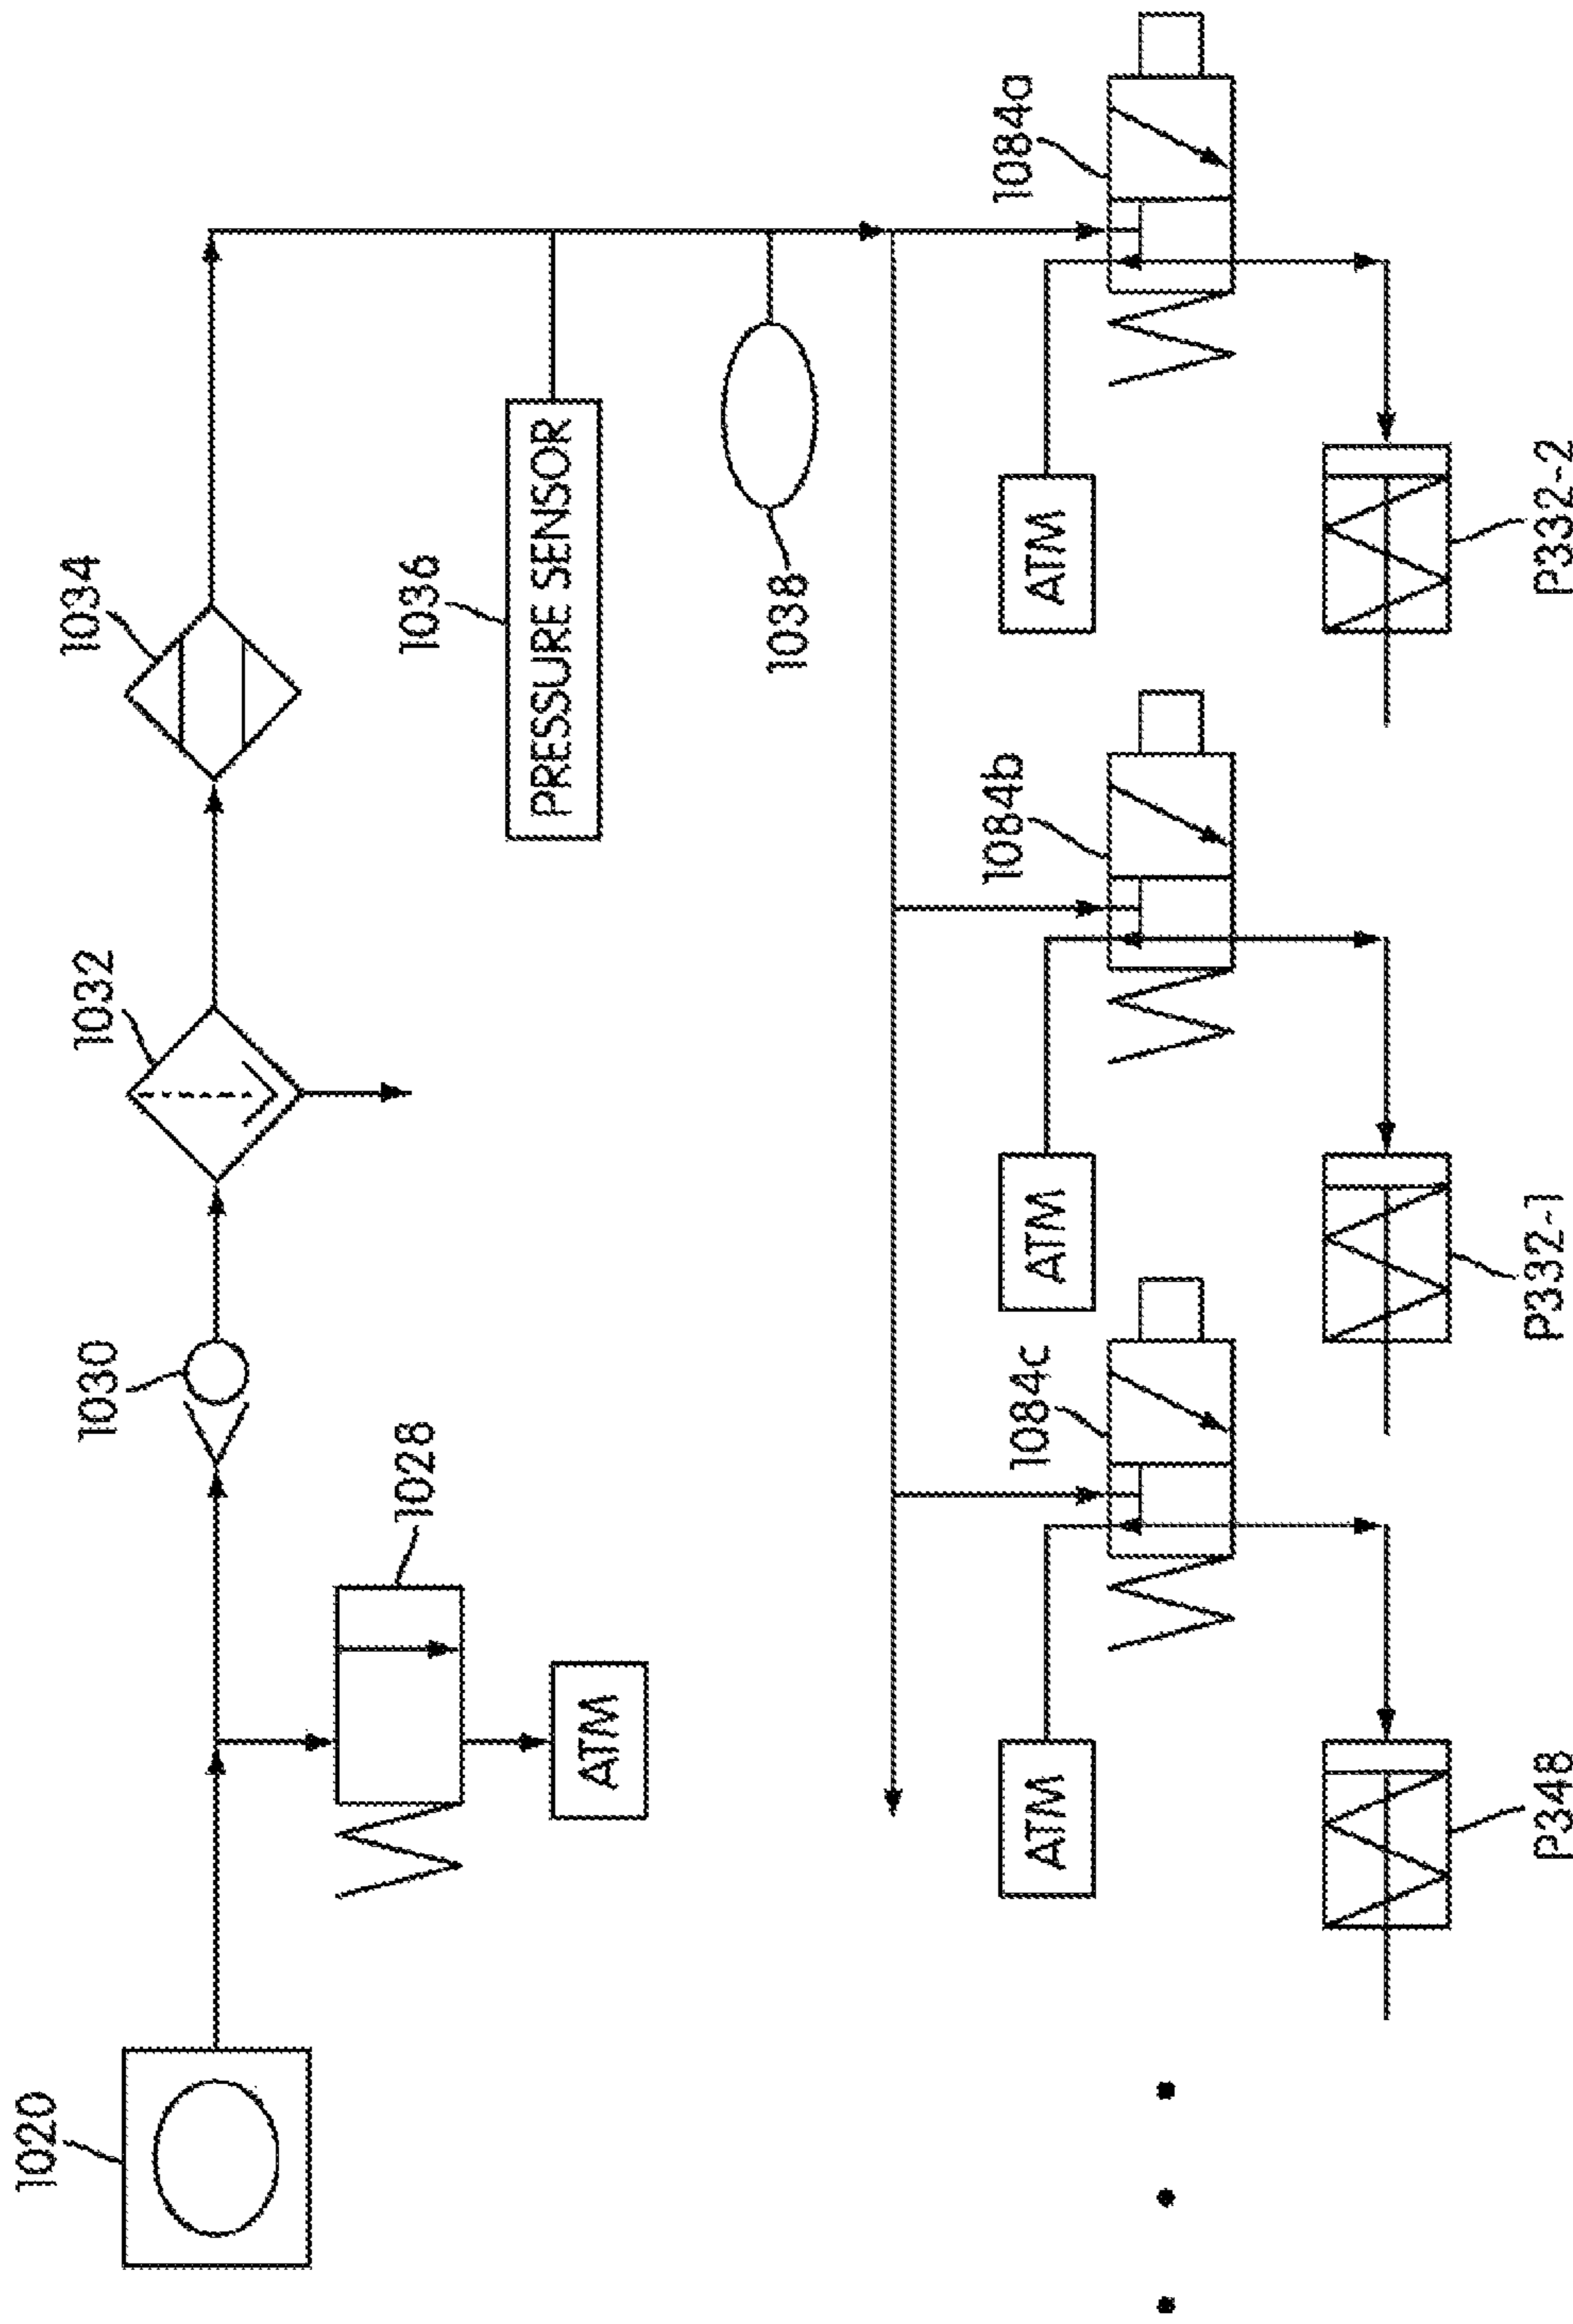 1020
1028
ATM
1030
1032
1034
1036
PRESSURE SENSOR
1038
1084c
1084b
1084a
ATM
ATM
ATM
P348
P332-1
P332-2